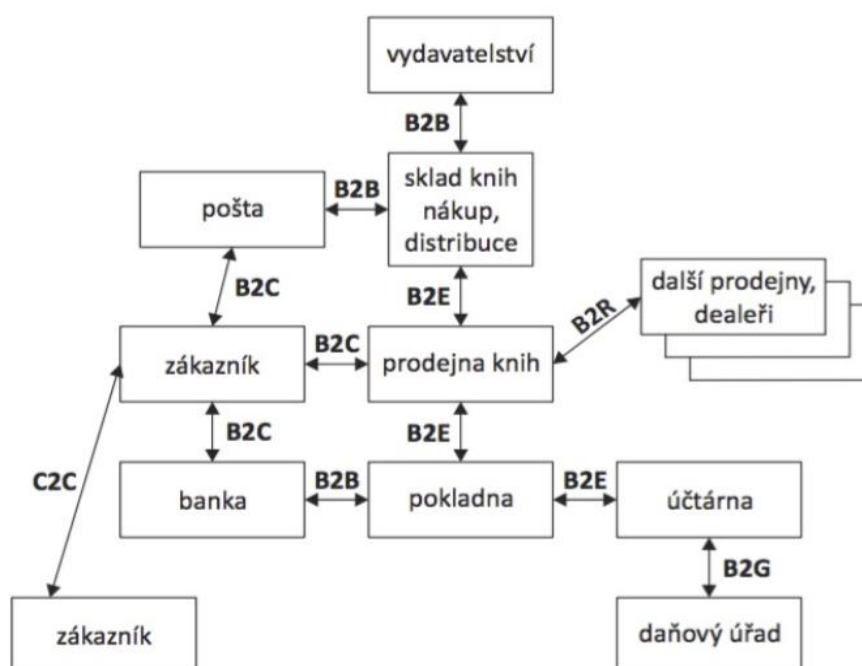 vydavatelství
B2B
sklad knih
nákup,
distribuce
B2B
pošta
B2C
B2E
B2R
další prodejny,
dealeři
zákazník
B2C
prodejna knih
B2C
B2E
C2C
banka
B2B
pokladna
B2E
účtárna
B2G
zákazník
daňový úřad